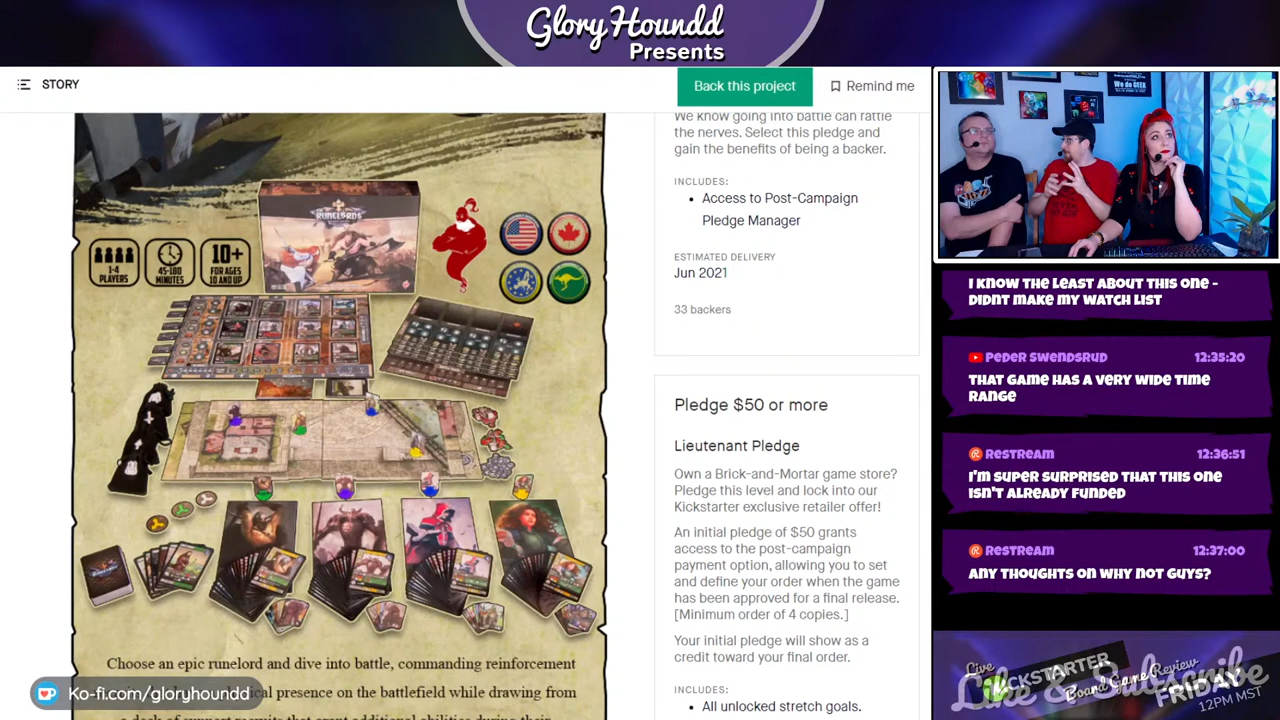 GloryHoundd
Presents
STORY
Back this project
Remind me
We know going into battle can rattle
the nerves. Select this pledge and
gain the benefits of being a backer.
INCLUDES:
• Access to Post-Campaign
Pledge Manager
ESTIMATED DELIVERY
Jun 2021
33 backers
Pledge $50 or more
Lieutenant Pledge
Own a Brick-and-Mortar game store?
Pledge this level and lock into our
Kickstarter exclusive retailer offer!
An initial pledge of $50 grants
access to the post-campaign
payment option, allowing you to set
and define your order when the game
has been approved for a final release.
[Minimum order of 4 copies.]
Your initial pledge will show as a
credit toward your final order.
INCLUDES:
• All unlocked stretch goals.
RUNELORDS
1-4
PLAYERS
45-180
MINUTES
10+
FOR AGES
10 AND UP
Choose an epic runelord and dive into battle, commanding reinforcement
presence on the battlefield while drawing from
Ko-fi.com/gloryhoundd
We do GEEK
I KNOW THE LEAST ABOUT THIS ONE -
DIDNT MAKE MY WATCH LIST
PEDER SWENDSRUD 12:35:20
THAT GAME HAS A VERY WIDE TIME
RANGE
RESTREAM 12:36:51
I'M SUPER SURPRISED THAT THIS ONE
ISN'T ALREADY FUNDED
RESTREAM 12:37:00
ANY THOUGHTS ON WHY NOT GUYS?
Live
KICKSTARTER
Board Game Review
FRIDAY
12PM MST
Like & Subscribe